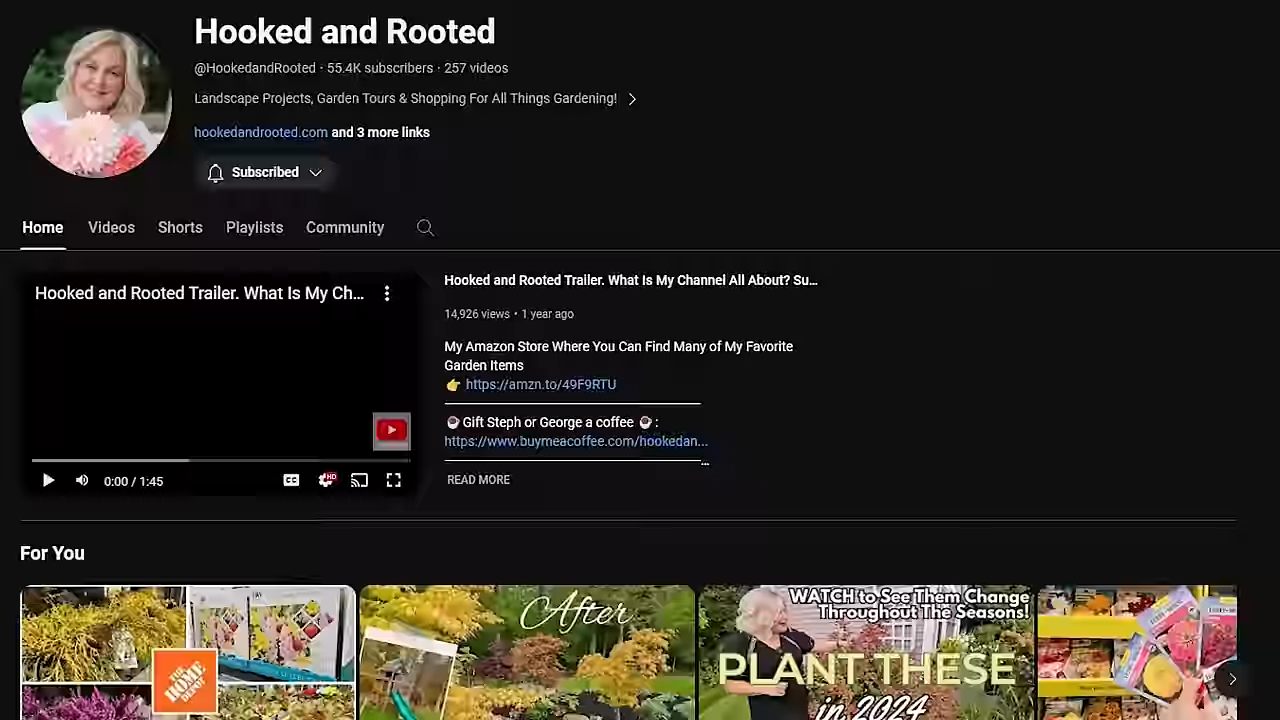 Hooked and Rooted
@HookedandRooted · 55.4K subscribers · 257 videos
Landscape Projects, Garden Tours & Shopping For All Things Gardening!
hookedandrooted.com and 3 more links
Subscribed
Home Videos Shorts Playlists Community
Hooked and Rooted Trailer. What Is My Ch...
0:00 / 1:45
CC
HD
Hooked and Rooted Trailer. What Is My Channel All About? Su...
14,926 views • 1 year ago
My Amazon Store Where You Can Find Many of My Favorite
Garden Items
👉 https://amzn.to/49F9RTU
☕ Gift Steph or George a coffee ☕ :
https://www.buymeacoffee.com/hookedan...
...
READ MORE
For You
THE HOME DEPOT
After
WATCH to See Them Change
Throughout The Seasons!
PLANT THESE
in 2024